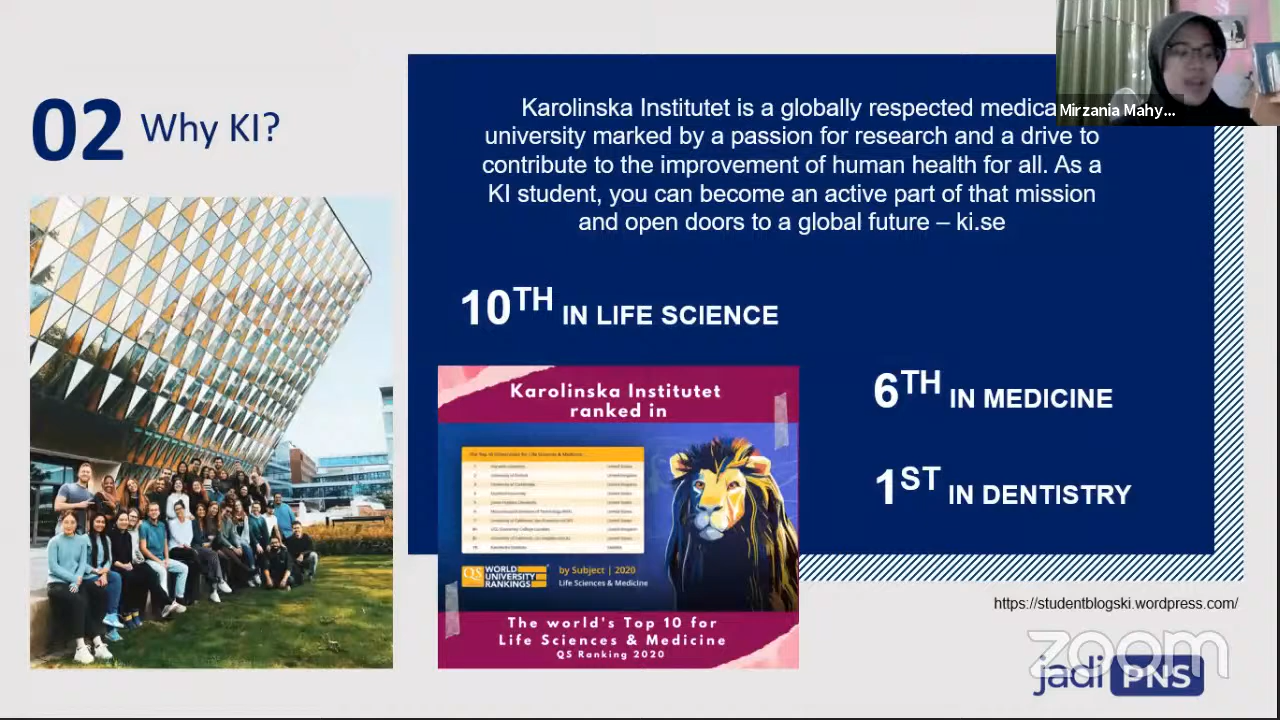 02 Why KI?
Karolinska Institutet is a globally respected medica
university marked by a passion for research and a drive to
contribute to the improvement of human health for all. As a
KI student, you can become an active part of that mission
and open doors to a global future – ki.se
Mirzania Mahy...
10TH IN LIFE SCIENCE
6TH IN MEDICINE
1ST IN DENTISTRY
Karolinska Institutet
ranked in
QS WORLD
UNIVERSITY
RANKINGS
by Subject | 2020
Life Sciences & Medicine
The world's Top 10 for
Life Sciences & Medicine
QS Ranking 2020
https://studentblogski.wordpress.com/
zoom
jadi PNS